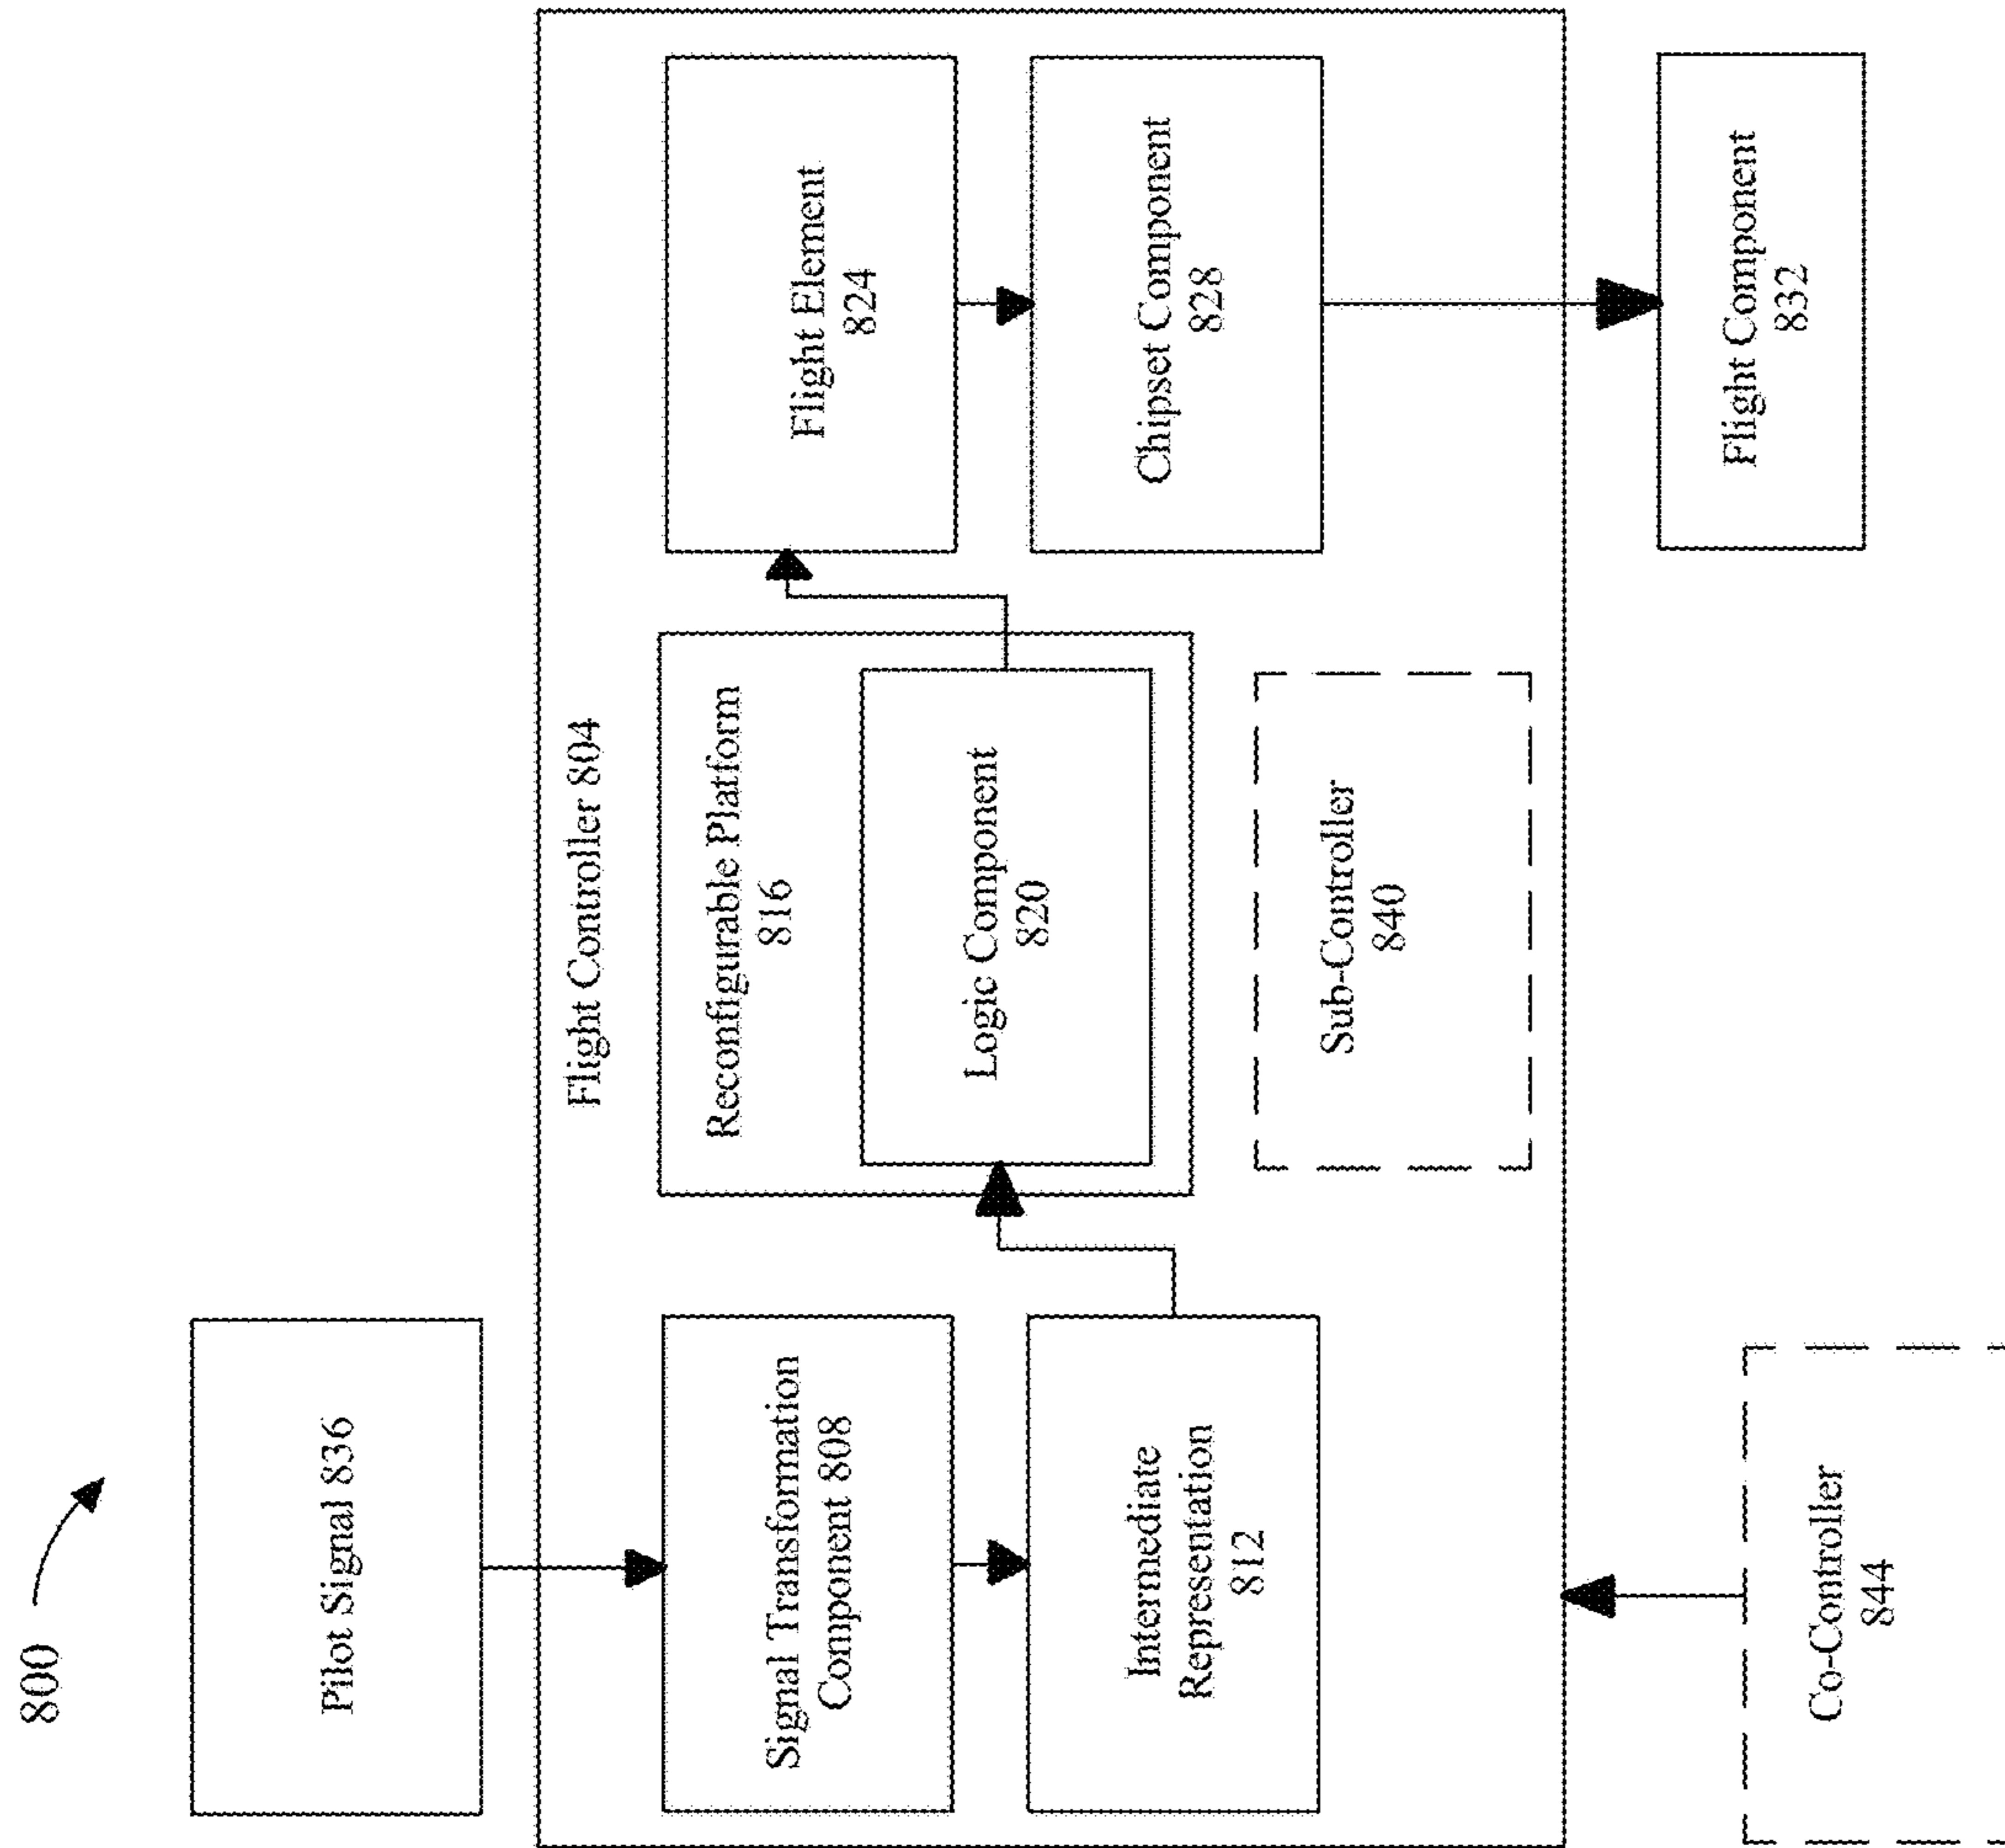 800
Pilot Signal 836
Flight Controller 804
Signal Transformation
Component 808
Intermediate
Representation
812
Reconfigurable Platform
816
Logic Component
820
Sub-Controller
840
Flight Element
824
Chipset Component
828
Co-Controller
844
Flight Component
832